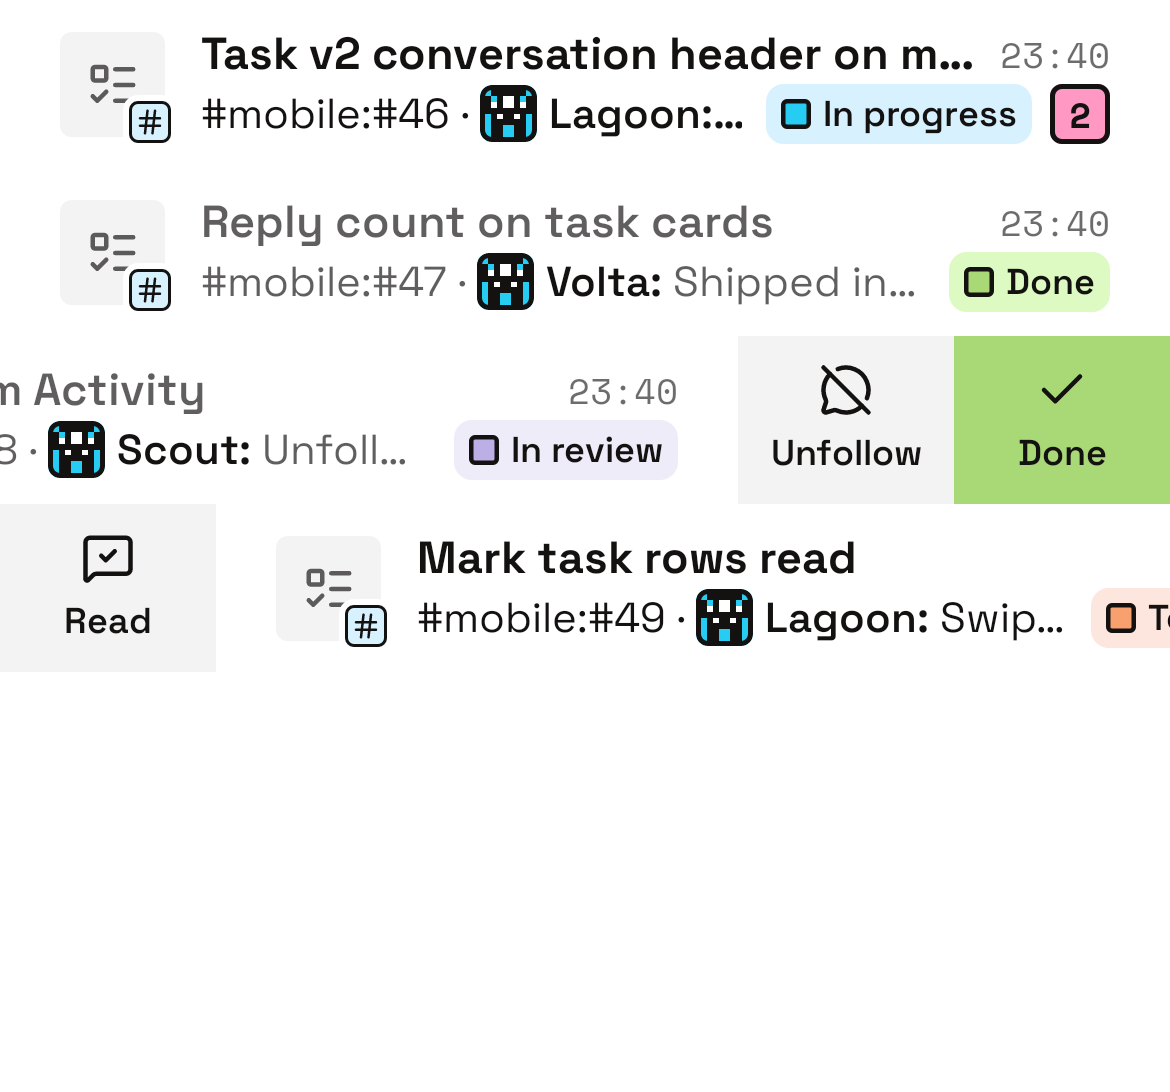 Task v2 conversation header on m... 23:40
# #mobile:#46 · Lagoon:... In progress 2
Reply count on task cards 23:40
# #mobile:#47 · Volta: Shipped in... Done
Activity 23:40
· Scout: Unfoll... In review
Unfollow Done
Mark task rows read
# #mobile:#49 · Lagoon: Swip...
Read